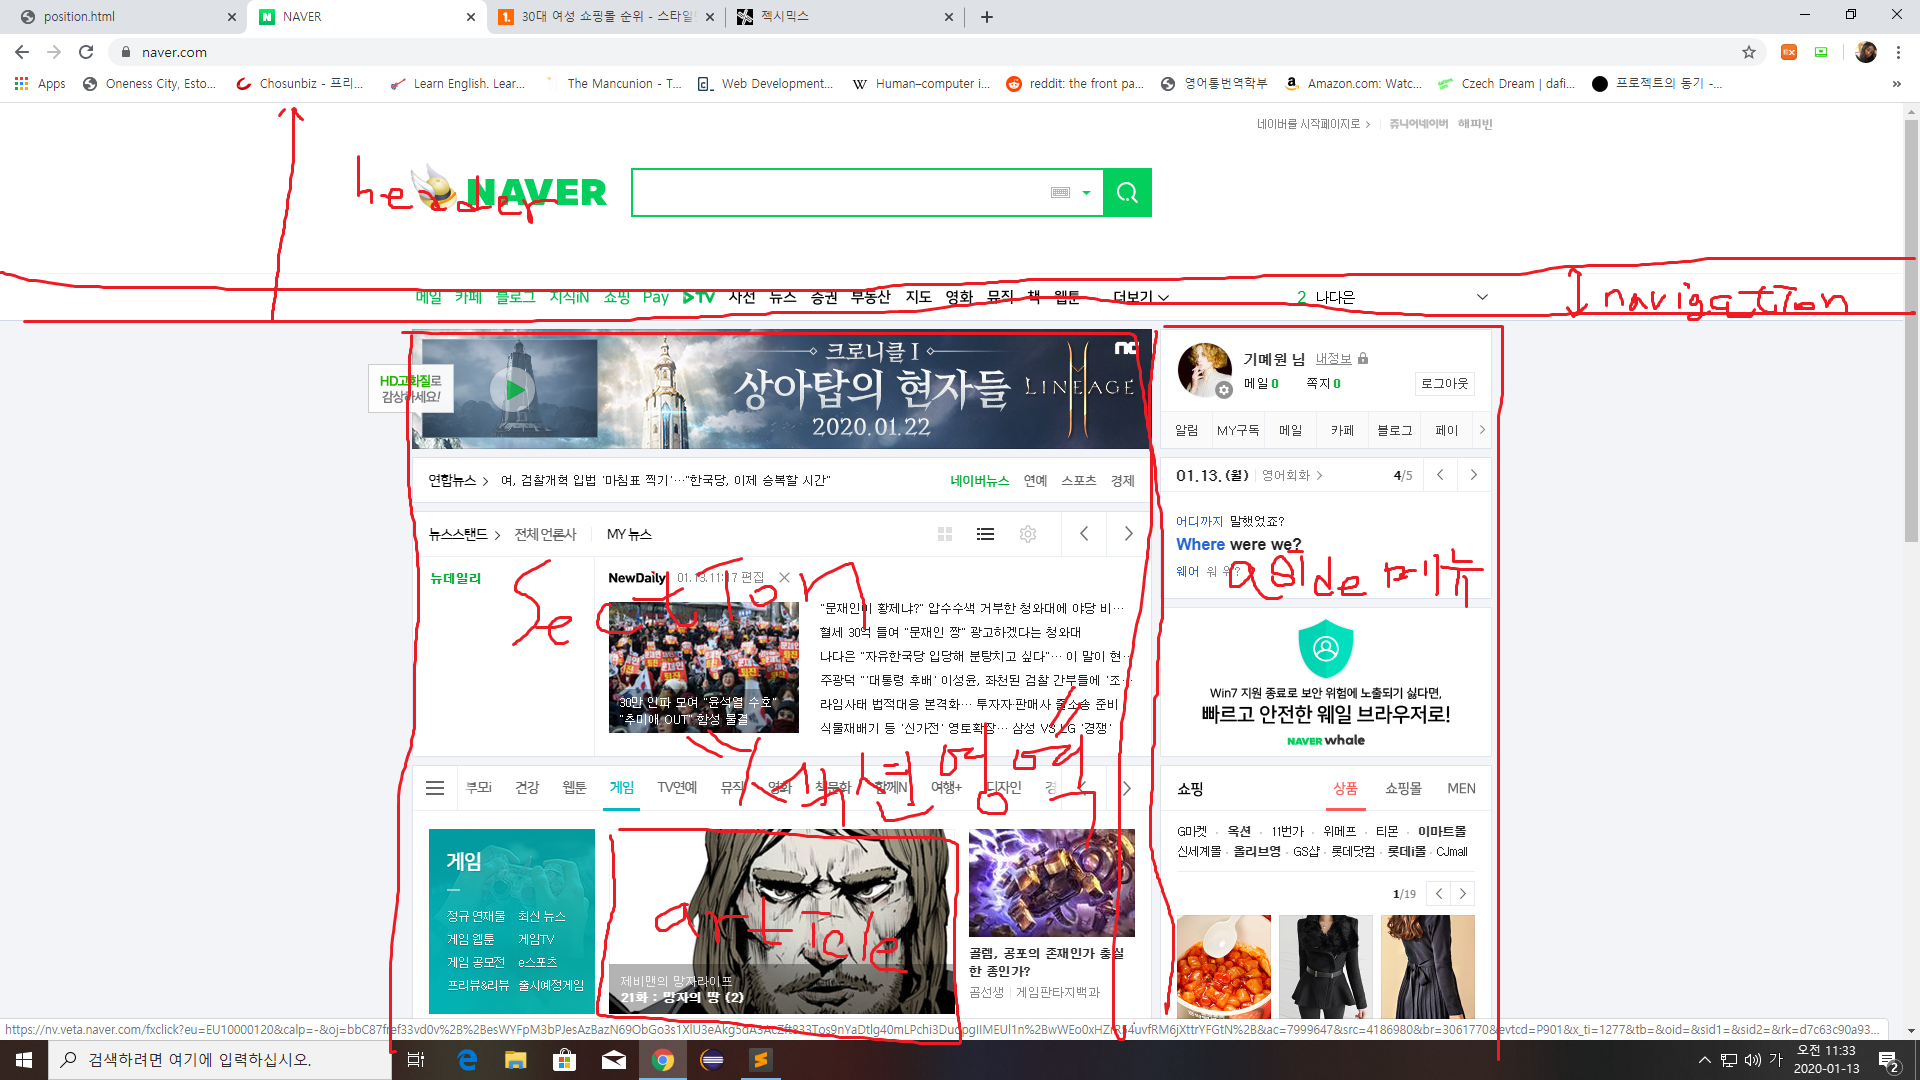 position.html
NAVER
30대 여성 쇼핑몰 순위 - 스타일
젝시믹스
naver.com
Apps
Oneness City, Esto...
Chosunbiz - 프리...
Learn English. Lear...
The Mancunion - T...
Web Development...
Human–computer i...
reddit: the front pa...
영어통번역학부
Amazon.com: Watc...
Czech Dream | dafi...
프로젝트의 동기 -...
네이버를 시작페이지로 >
쥬니어네이버 해피빈
header
NAVER
메일 카페 블로그 지식iN 쇼핑 Pay TV 사전 뉴스 증권 부동산 지도 영화 뮤직 책 웹툰 더보기
2 나다은
navigation
HD고화질로
감상하세요!
크로니클 I
상아탑의 현자들
2020.01.22
LINEAGE
nc
기메원 님 내정보
메일 0 쪽지 0
로그아웃
알림 MY구독 메일 카페 블로그 페이
연합뉴스 > 여, 검찰개혁 입법 '마침표 찍기'…"한국당, 이제 승복할 시간"
네이버뉴스 연예 스포츠 경제
01.13. (월) 영어회화 >
4/5
뉴스스탠드 > 전체 언론사 MY 뉴스
어디까지 말했었죠?
Where were we?
웨어 워 위?
aside 메뉴
뉴데일리
NewDaily 01.13. 11:17 편집
section
30만 인파 모여 "윤석열 수호"
"추미애 OUT" 함성 물결
"문재인이 황제냐?" 압수수색 거부한 청와대에 야당 비…
혈세 30억 들여 "문재인 짱" 광고하겠다는 청와대
나다은 "자유한국당 입당해 분탕치고 싶다"… 이 말이 현…
주광덕 "'대통령 후배' 이성윤, 좌천된 검찰 간부들에 '조…
라임사태 법적대응 본격화… 투자자·판매사 줄소송 준비
식물재배기 등 '신가전' 영토확장… 삼성 VS LG '경쟁'
Win7 지원 종료로 보안 위험에 노출되기 싫다면,
빠르고 안전한 웨일 브라우저로!
NAVER whale
섹션영역
부모i 건강 웹툰 게임 TV연예 뮤직 영화 책문화 함께N 여행+ 디자인 경
쇼핑
상품 쇼핑몰 MEN
G마켓 · 옥션 · 11번가 · 위메프 · 티몬 · 이마트몰
신세계몰 · 올리브영 · GS샵 · 롯데닷컴 · 롯데i몰 · CJmall
1/19
게임
정규 연재물 최신 뉴스
게임 웹툰 게임TV
게임 공모전 e스포츠
프리뷰&리뷰 출시예정게임
article
제비맨의 망자라이프
21화 : 망자의 땅 (2)
골렘, 공포의 존재인가 충실
한 종인가?
곰선생 | 게임판타지백과
검색하려면 여기에 입력하십시오.
가
오전 11:33
2020-01-13
2